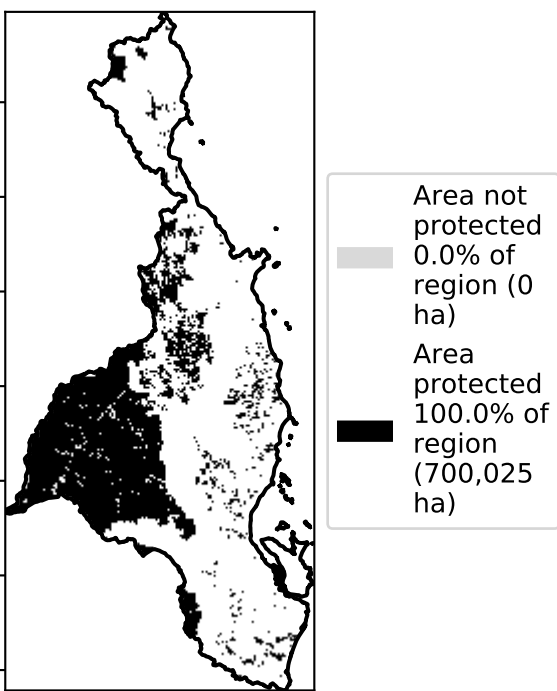 Area not
protected
0.0% of
region (0
ha)
Area
protected
100.0% of
region
(700,025
ha)